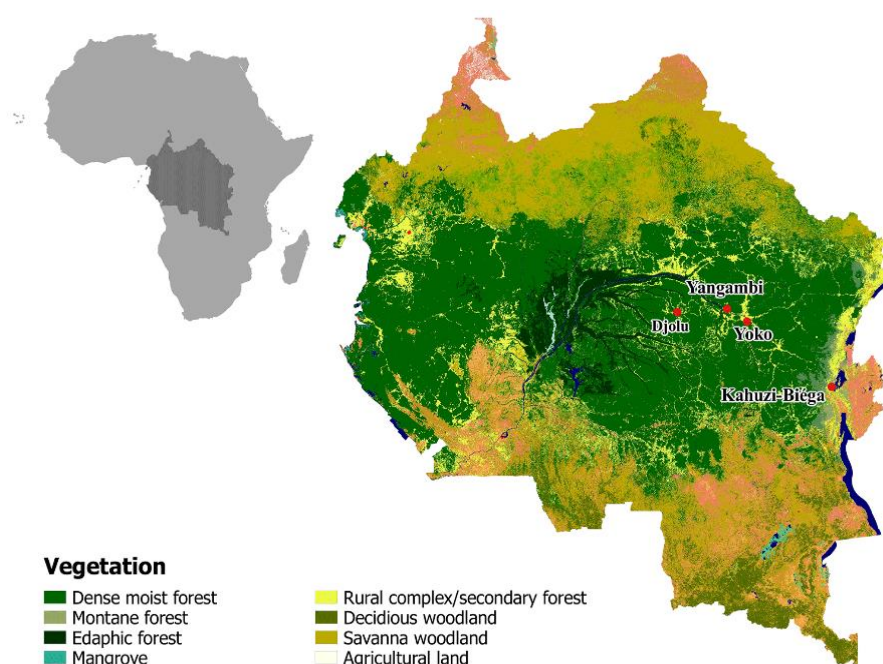 Yangambi
Djolu
Yoko
Kahuzi-Biéga
Vegetation
Dense moist forest
Montane forest
Edaphic forest
Mangrove
Rural complex/secondary forest
Decidious woodland
Savanna woodland
Agricultural land